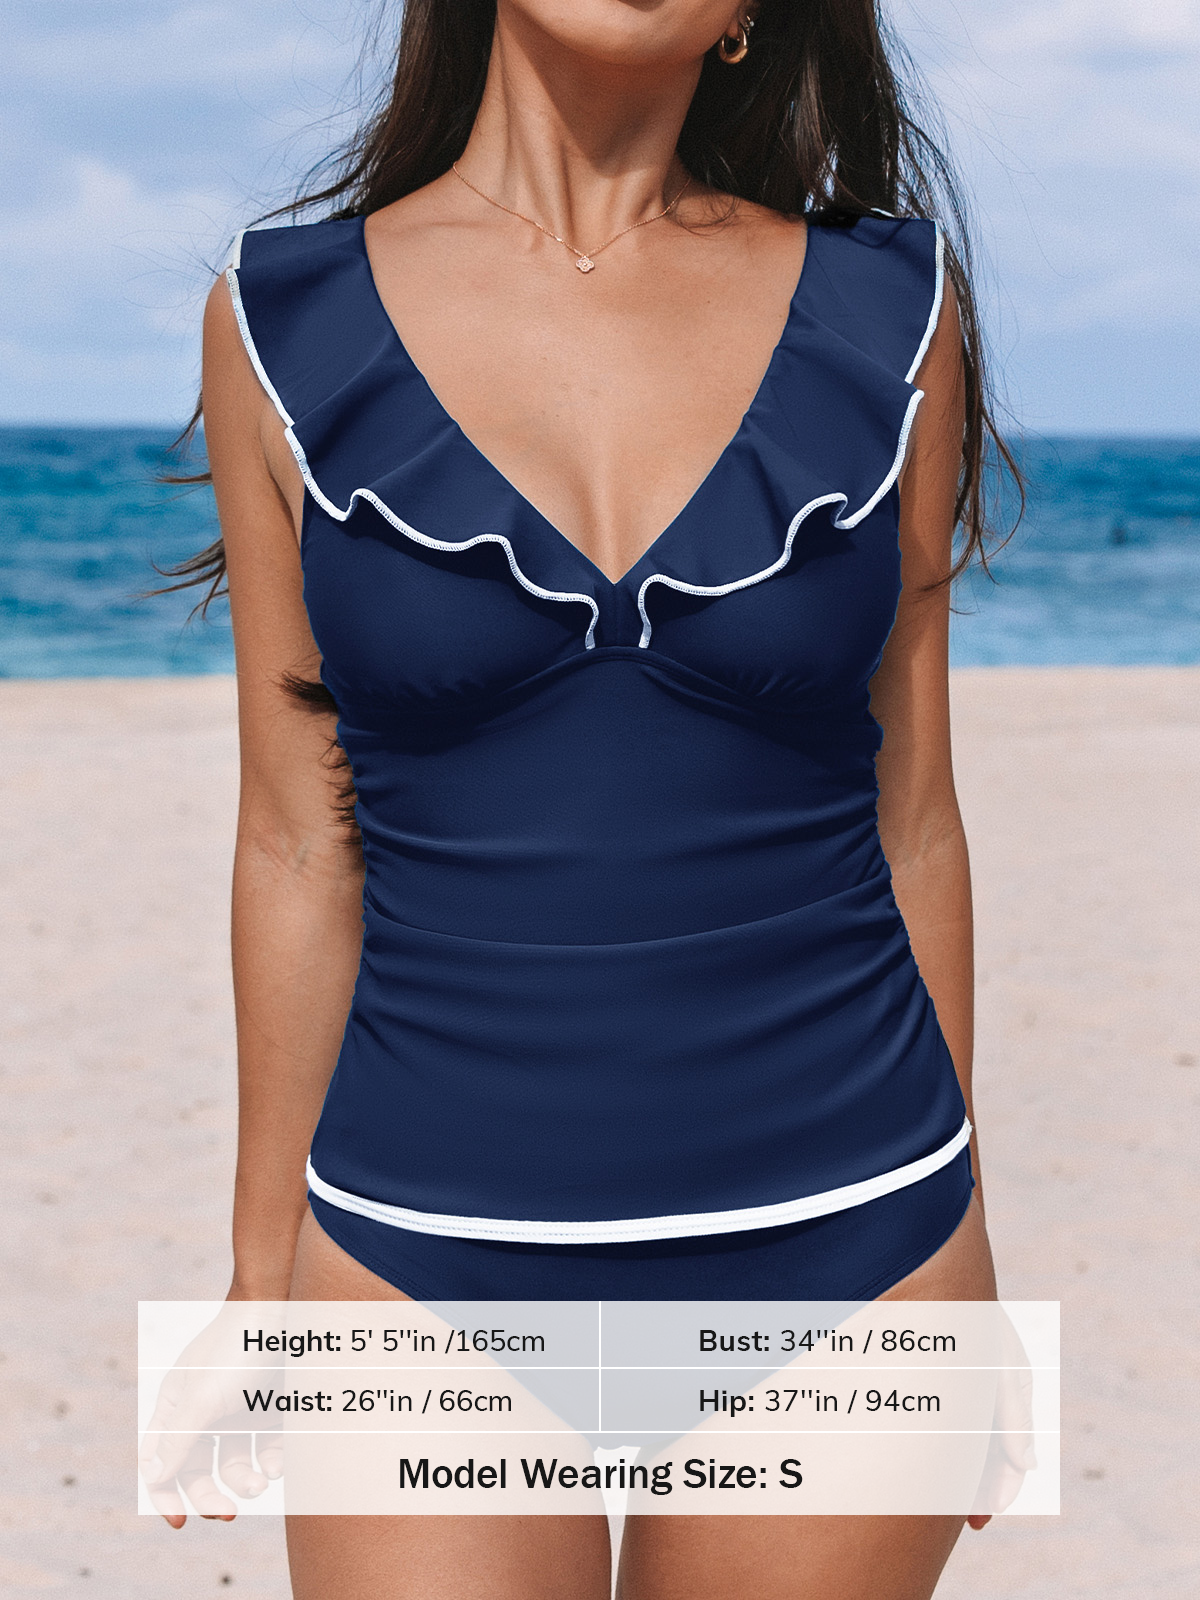 Height: 5' 5''in /165cm
Bust: 34''in / 86cm
Waist: 26''in / 66cm
Hip: 37''in / 94cm
Model Wearing Size: S